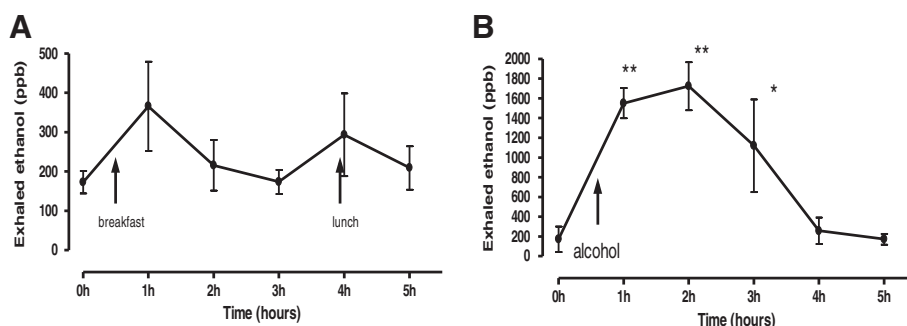 A
Exhaled ethanol (ppb)
500
400
300
200
100
0
breakfast
lunch
0h 1h 2h 3h 4h 5h
Time (hours)
B
Exhaled ethanol (ppb)
2000
1800
1600
1400
1200
1000
800
600
400
200
0
** ** *
alcohol
0h 1h 2h 3h 4h 5h
Time (hours)